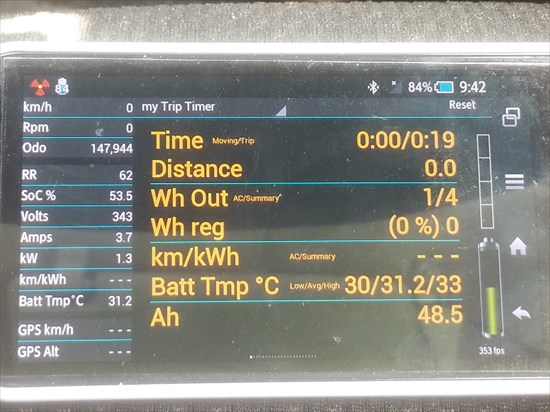 84 84% 9:42
km/h 0 my Trip Timer Reset
Rpm 0
Odo 147,944
RR 62
SoC % 53.5
Volts 343
Amps 3.7
kW 1.3
km/kWh - - -
Batt Tmp°C 31.2
GPS km/h - - -
GPS Alt - - -
Time Moving/Trip 0:00/0:19
Distance 0.0
Wh Out AC/Summary* 1/4
Wh reg (0 %) 0
km/kWh AC/Summary - - -
Batt Tmp °C Low/Avg/High 30/31.2/33
Ah 48.5
353 fps